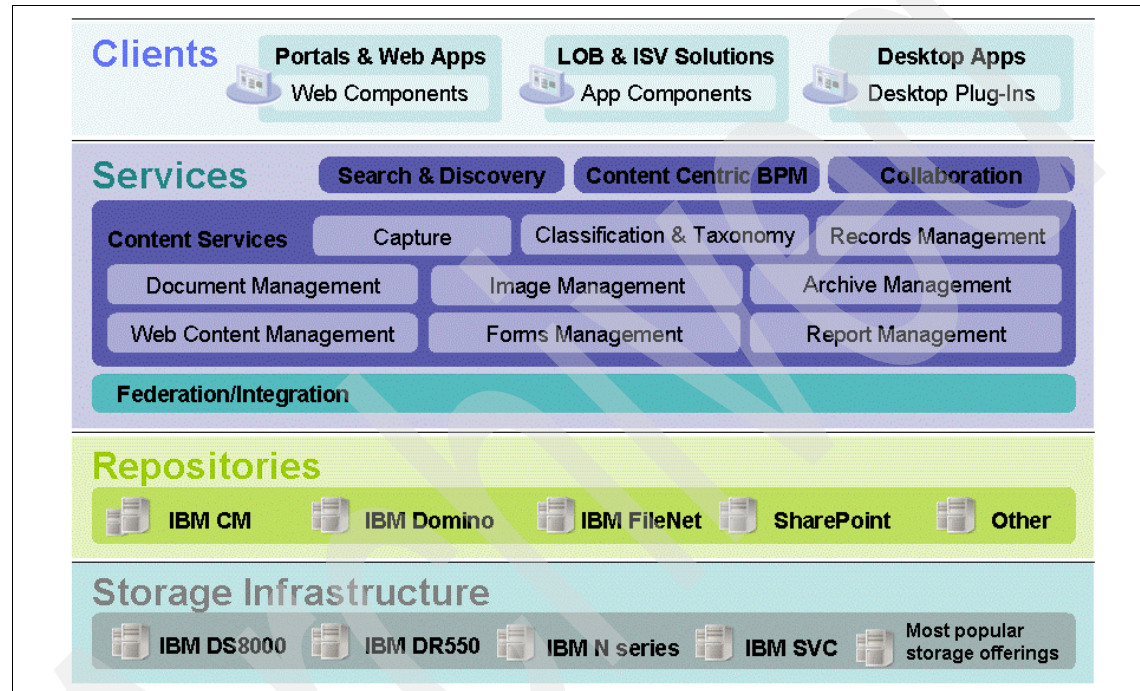 Clients
Portals & Web Apps
Web Components
LOB & ISV Solutions
App Components
Desktop Apps
Desktop Plug-Ins
Services
Search & Discovery
Content Centric BPM
Collaboration
Content Services
Capture
Classification & Taxonomy
Records Management
Document Management
Image Management
Archive Management
Web Content Management
Forms Management
Report Management
Federation/Integration
Repositories
IBM CM
IBM Domino
IBM FileNet
SharePoint
Other
Storage Infrastructure
IBM DS8000
IBM DR550
IBM N series
IBM SVC
Most popular
storage offerings